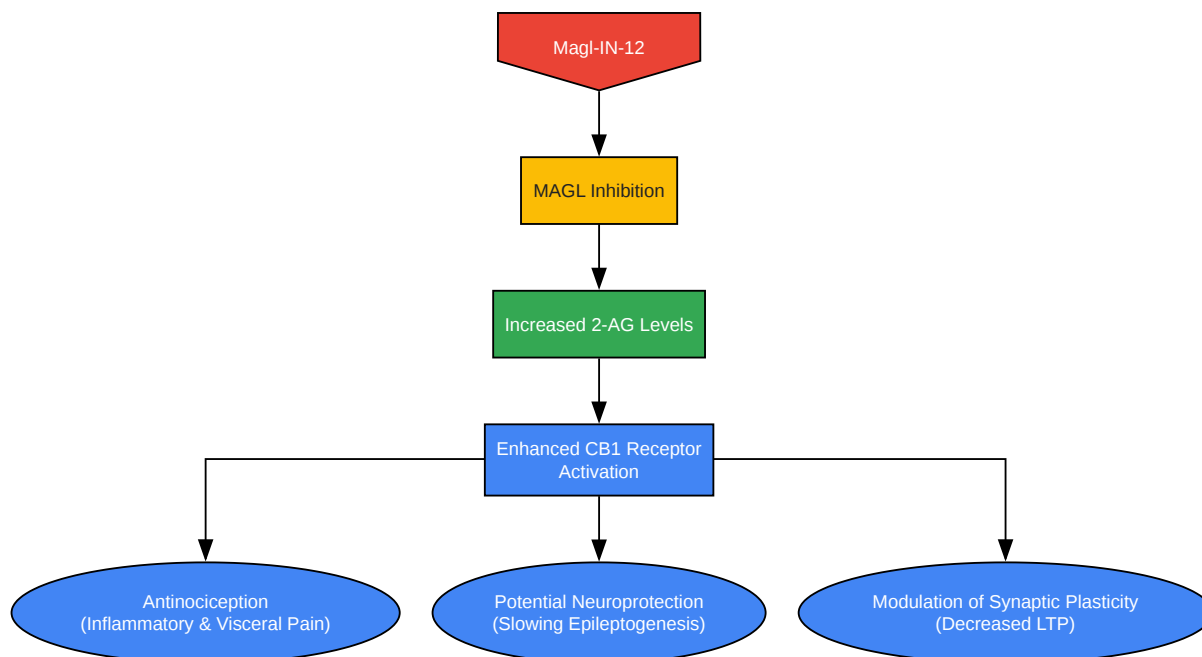 Magl-IN-12
MAGL Inhibition
Increased 2-AG Levels
Enhanced CB1 Receptor
Activation
Antinociception
(Inflammatory & Visceral Pain)
Potential Neuroprotection
(Slowing Epileptogenesis)
Modulation of Synaptic Plasticity
(Decreased LTP)